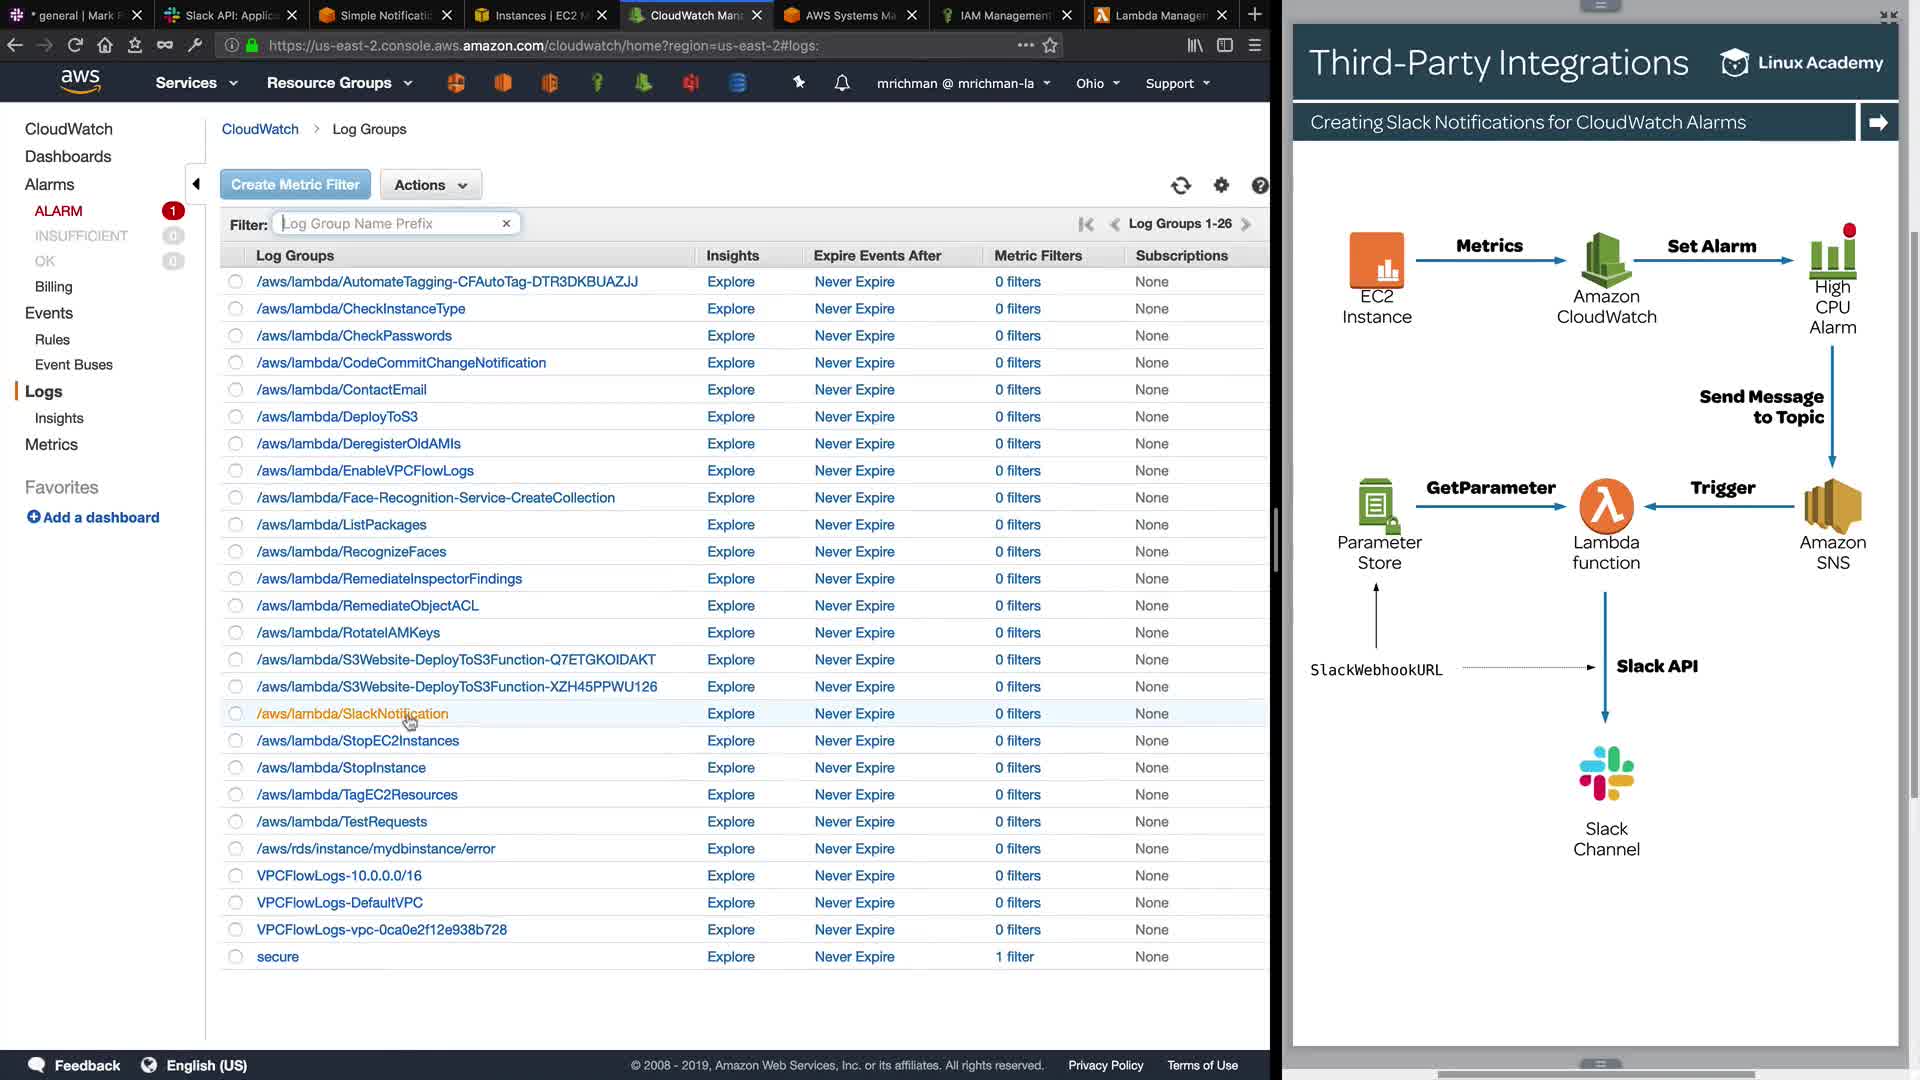 * general | Mark R
Slack API: Applic
Simple Notificatio
Instances | EC2 M
CloudWatch Man
AWS Systems Ma
IAM Management
Lambda Manager
https://us-east-2.console.aws.amazon.com/cloudwatch/home?region=us-east-2#logs:
aws
Services
Resource Groups
mrichman @ mrichman-la
Ohio
Support
CloudWatch
Dashboards
Alarms
ALARM 1
INSUFFICIENT 0
OK 0
Billing
Events
Rules
Event Buses
Logs
Insights
Metrics
Favorites
Add a dashboard
CloudWatch > Log Groups
Create Metric Filter
Actions
Filter: Log Group Name Prefix
Log Groups 1-26
Log Groups Insights Expire Events After Metric Filters Subscriptions
/aws/lambda/AutomateTagging-CFAutoTag-DTR3DKBUAZJJ Explore Never Expire 0 filters None
/aws/lambda/CheckInstanceType Explore Never Expire 0 filters None
/aws/lambda/CheckPasswords Explore Never Expire 0 filters None
/aws/lambda/CodeCommitChangeNotification Explore Never Expire 0 filters None
/aws/lambda/ContactEmail Explore Never Expire 0 filters None
/aws/lambda/DeployToS3 Explore Never Expire 0 filters None
/aws/lambda/DeregisterOldAMIs Explore Never Expire 0 filters None
/aws/lambda/EnableVPCFlowLogs Explore Never Expire 0 filters None
/aws/lambda/Face-Recognition-Service-CreateCollection Explore Never Expire 0 filters None
/aws/lambda/ListPackages Explore Never Expire 0 filters None
/aws/lambda/RecognizeFaces Explore Never Expire 0 filters None
/aws/lambda/RemediateInspectorFindings Explore Never Expire 0 filters None
/aws/lambda/RemediateObjectACL Explore Never Expire 0 filters None
/aws/lambda/RotateIAMKeys Explore Never Expire 0 filters None
/aws/lambda/S3Website-DeployToS3Function-Q7ETGKOIDAKT Explore Never Expire 0 filters None
/aws/lambda/S3Website-DeployToS3Function-XZH45PPWU126 Explore Never Expire 0 filters None
/aws/lambda/SlackNotification Explore Never Expire 0 filters None
/aws/lambda/StopEC2Instances Explore Never Expire 0 filters None
/aws/lambda/StopInstance Explore Never Expire 0 filters None
/aws/lambda/TagEC2Resources Explore Never Expire 0 filters None
/aws/lambda/TestRequests Explore Never Expire 0 filters None
/aws/rds/instance/mydbinstance/error Explore Never Expire 0 filters None
VPCFlowLogs-10.0.0.0/16 Explore Never Expire 0 filters None
VPCFlowLogs-DefaultVPC Explore Never Expire 0 filters None
VPCFlowLogs-vpc-0ca0e2f12e938b728 Explore Never Expire 0 filters None
secure Explore Never Expire 1 filter None
Feedback
English (US)
© 2008 - 2019, Amazon Web Services, Inc. or its affiliates. All rights reserved.
Privacy Policy
Terms of Use
Third-Party Integrations
Linux Academy
Creating Slack Notifications for CloudWatch Alarms
Metrics
Set Alarm
EC2
Instance
Amazon
CloudWatch
High
CPU
Alarm
Send Message
to Topic
GetParameter
Trigger
Parameter
Store
Lambda
function
Amazon
SNS
SlackWebhookURL
Slack API
Slack
Channel